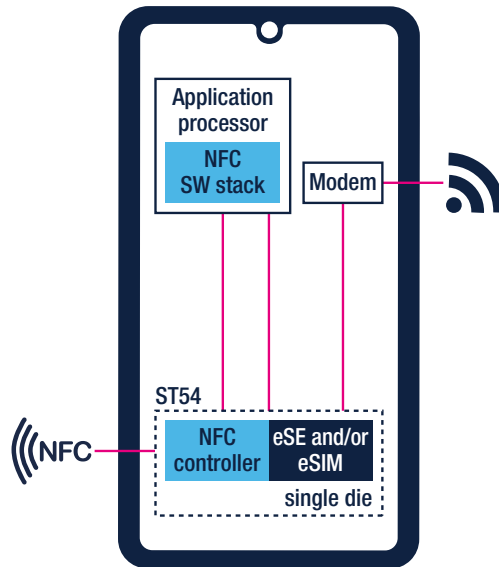 Application
processor
NFC
SW stack
Modem
ST54
NFC
NFC
controller
eSE and/or
eSIM
single die